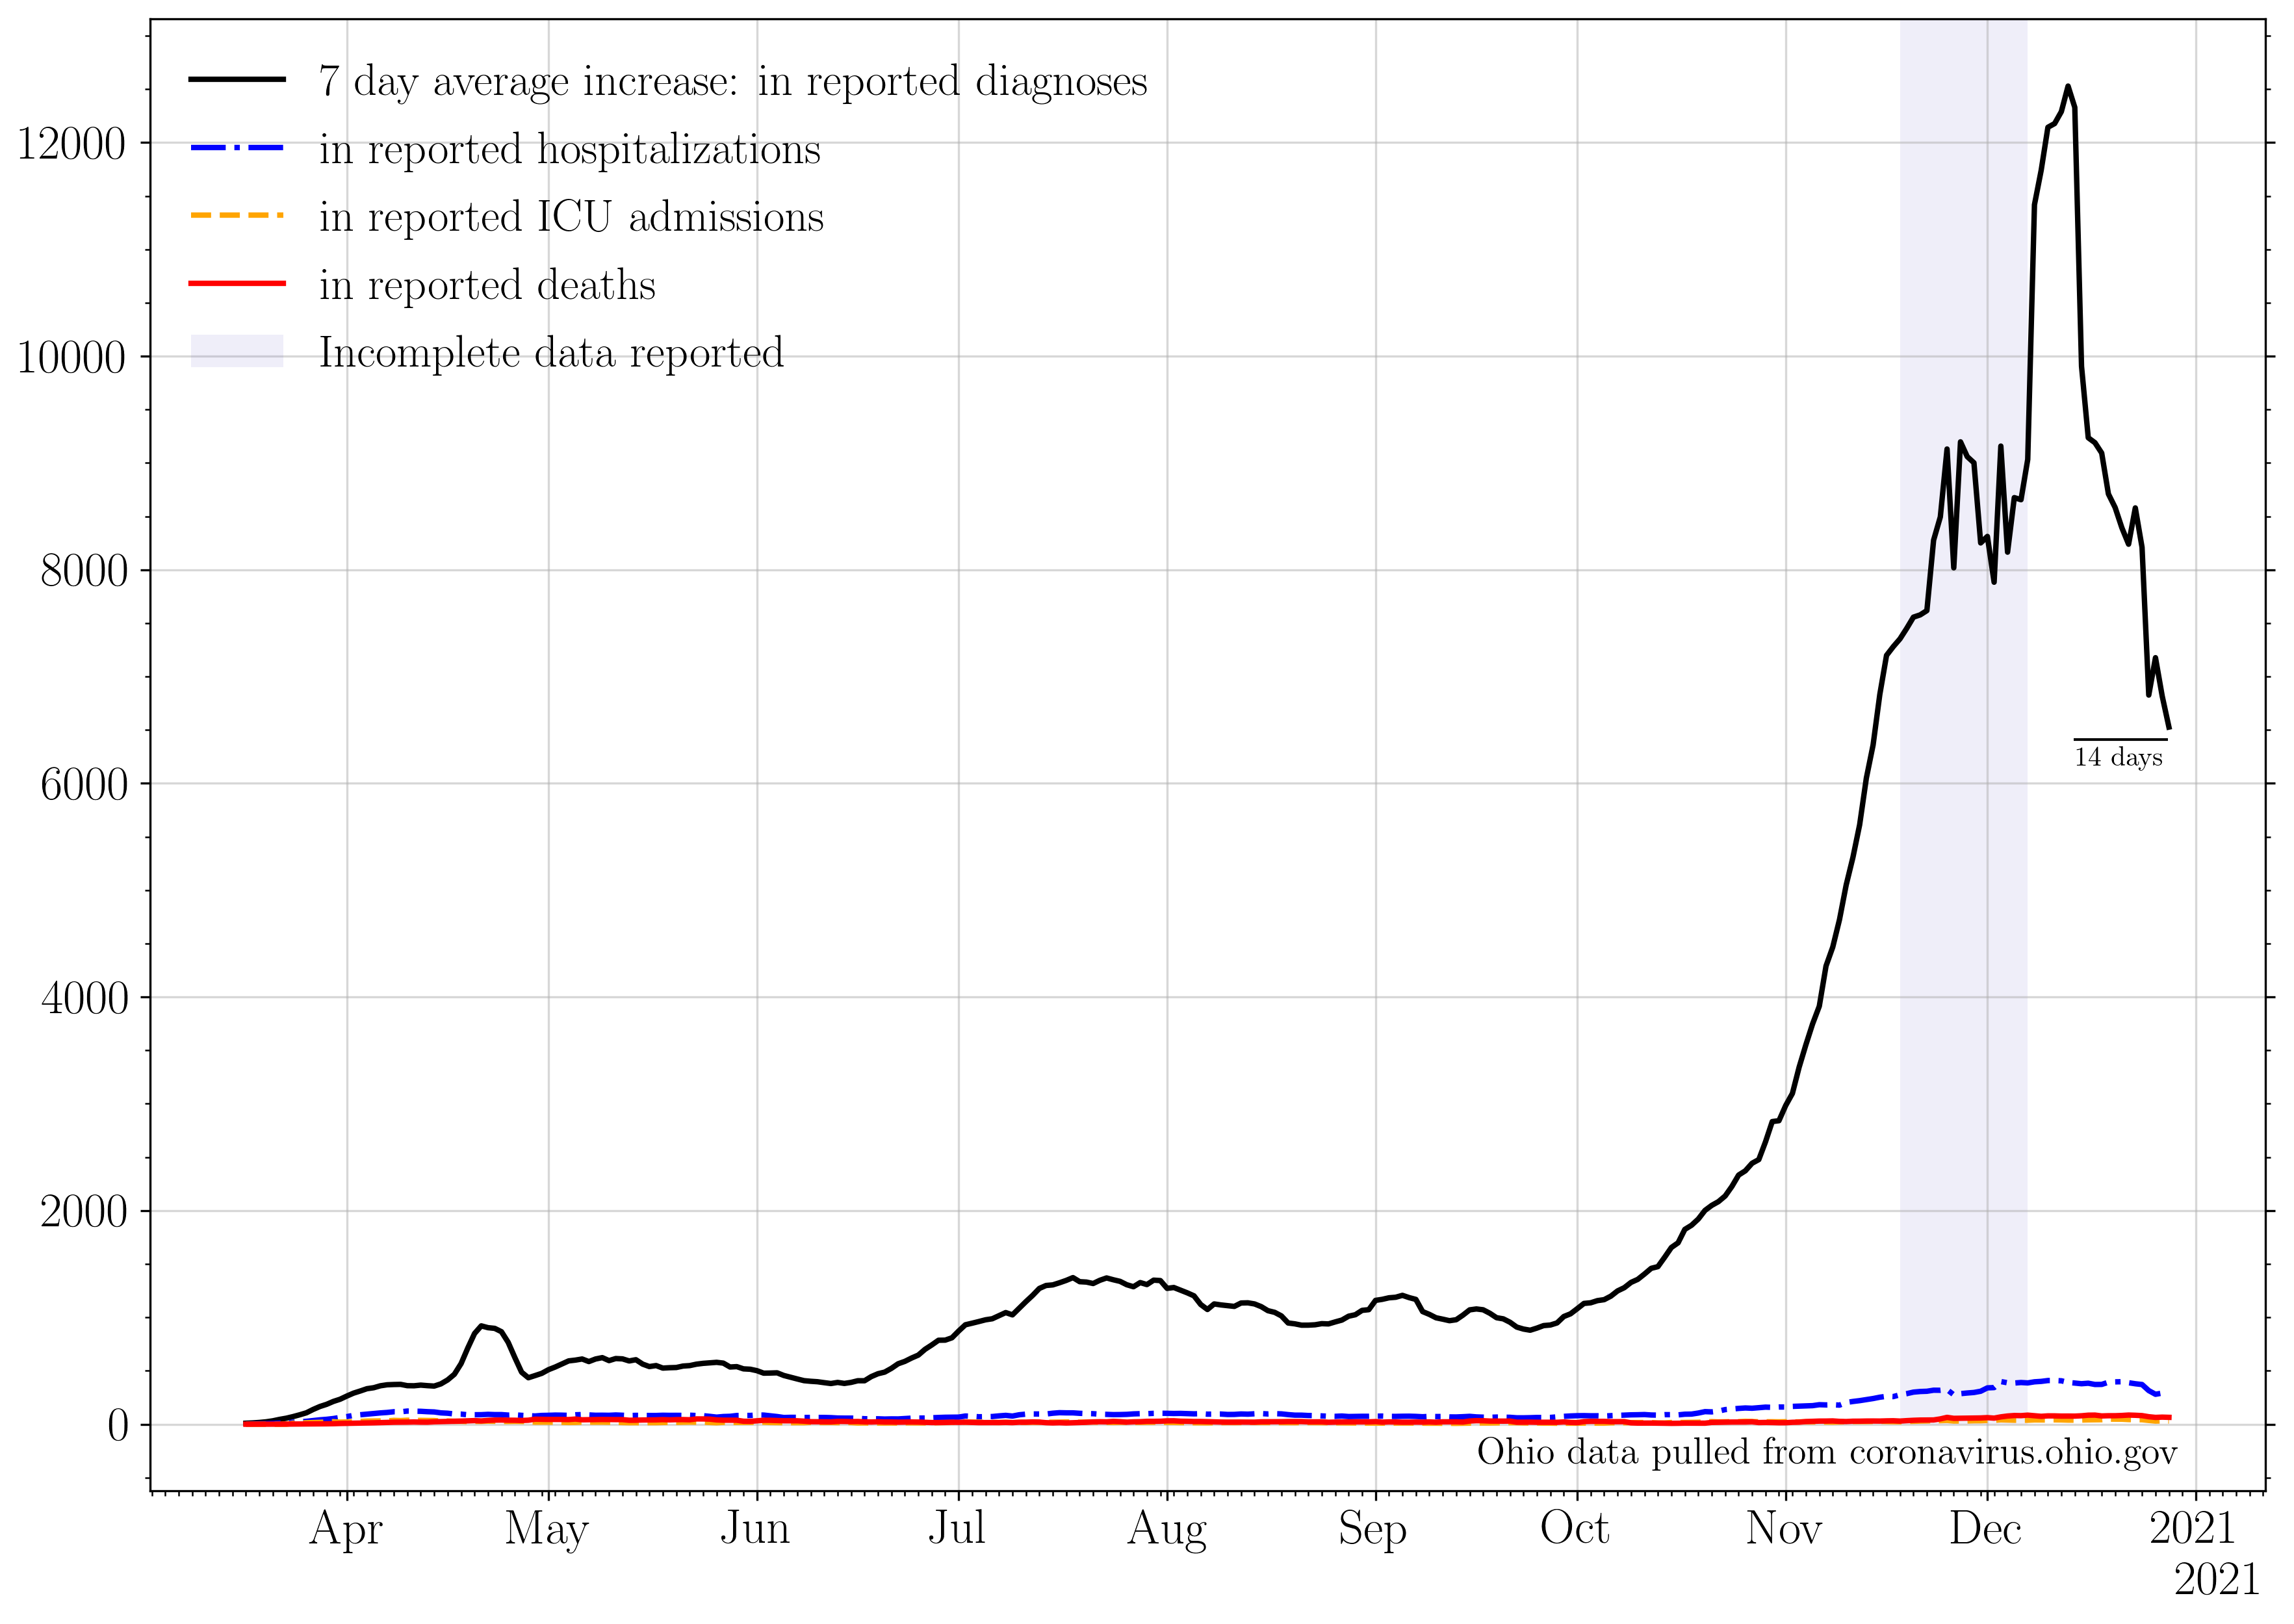 7 day average increase: in reported diagnoses
in reported hospitalizations
in reported ICU admissions
in reported deaths
Incomplete data reported
12000
10000
8000
6000
4000
2000
0
14 days
Ohio data pulled from coronavirus.ohio.gov
Apr May Jun Jul Aug Sep Oct Nov Dec 2021
2021